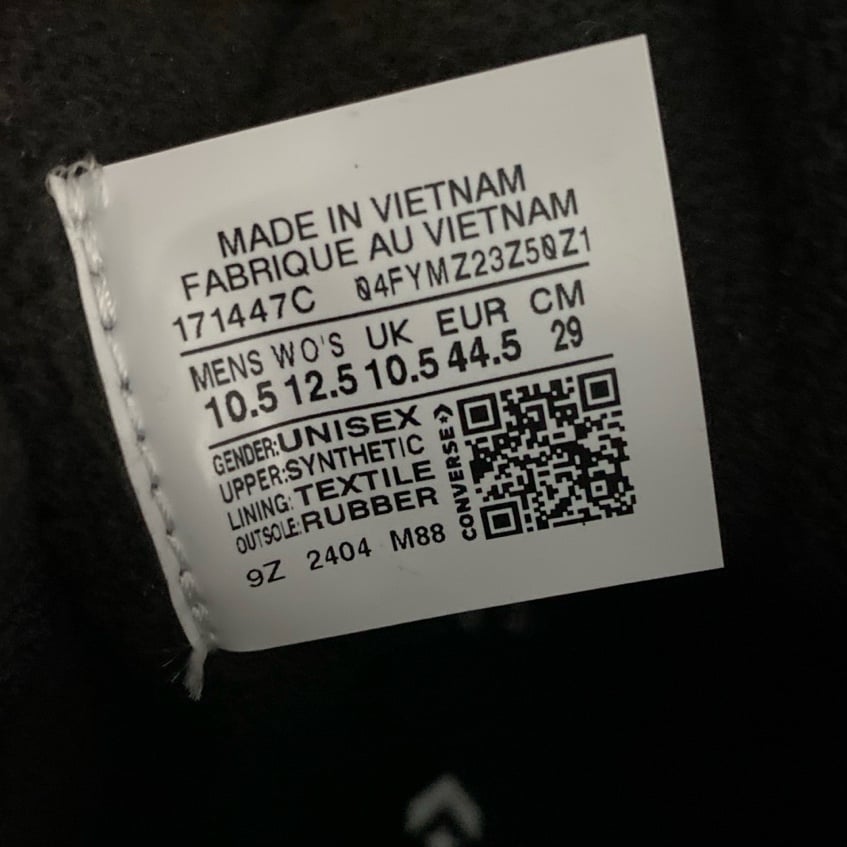 MADE IN VIETNAM
FABRIQUE AU VIETNAM
171447C 04FYMZ23Z50Z1
MENS WO'S UK EUR CM
10.5 12.5 10.5 44.5 29
GENDER:UNISEX
UPPER:SYNTHETIC
LINING:TEXTILE
OUTSOLE:RUBBER
9Z 2404 M88
CONVERSE